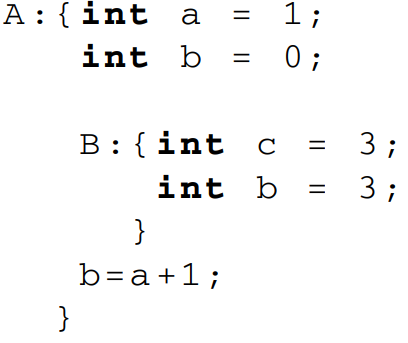 A:{int a = 1;
int b = 0;
B:{int c = 3;
int b = 3;
}
b=a+1;
}